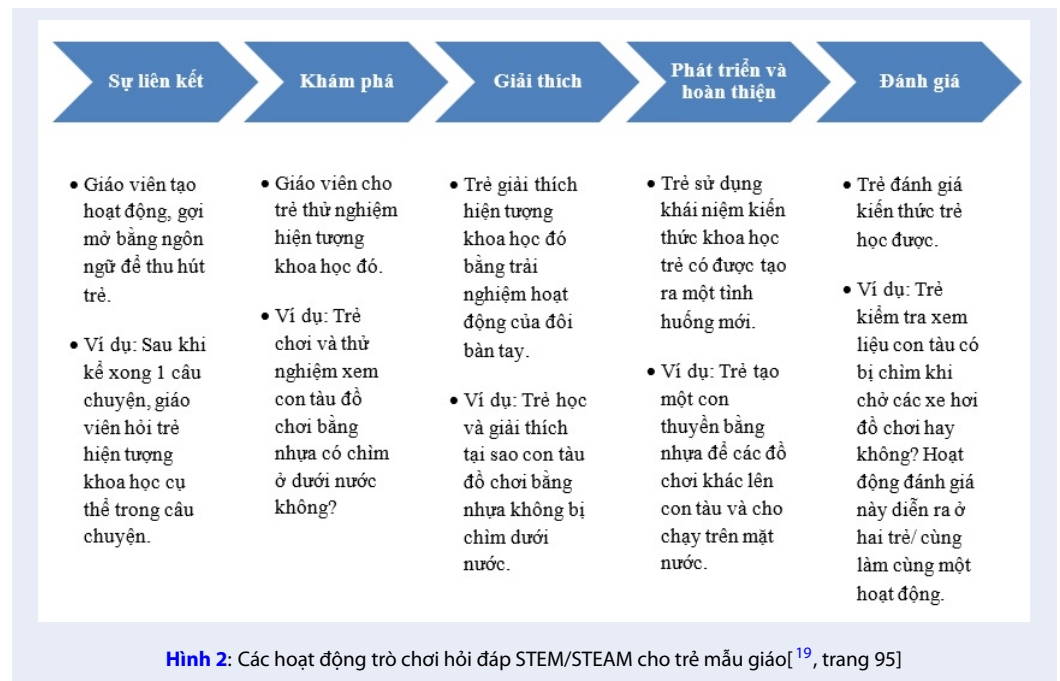 Sự liên kết
Khám phá
Giải thích
Phát triển và
hoàn thiện
Đánh giá
• Giáo viên tạo
hoạt động, gợi
mở bằng ngôn
ngữ để thu hút
trẻ.
• Ví dụ: Sau khi
kể xong 1 câu
chuyện, giáo
viên hỏi trẻ
hiện tượng
khoa học cụ
thể trong câu
chuyện.
• Giáo viên cho
trẻ thử nghiệm
hiện tượng
khoa học đó.
• Ví dụ: Trẻ
chơi và thử
nghiệm xem
con tàu đồ
chơi bằng
nhựa có chìm
ở dưới nước
không?
• Trẻ giải thích
hiện tượng
khoa học đó
bằng trải
nghiệm hoạt
động của đôi
bàn tay.
• Ví dụ: Trẻ học
và giải thích
tại sao con tàu
đồ chơi bằng
nhựa không bị
chìm dưới
nước.
• Trẻ sử dụng
khái niệm kiến
thức khoa học
trẻ có được tạo
ra một tình
huống mới.
• Ví dụ: Trẻ tạo
một con
thuyền bằng
nhựa để các đồ
chơi khác lên
con tàu và cho
chạy trên mặt
nước.
• Trẻ đánh giá
kiến thức trẻ
học được.
• Ví dụ: Trẻ
kiểm tra xem
liệu con tàu có
bị chìm khi
chở các xe hơi
đồ chơi hay
không? Hoạt
động đánh giá
này diễn ra ở
hai trẻ/ cùng
làm cùng một
hoạt động.
Hình 2: Các hoạt động trò chơi hỏi đáp STEM/STEAM cho trẻ mẫu giáo[19, trang 95]